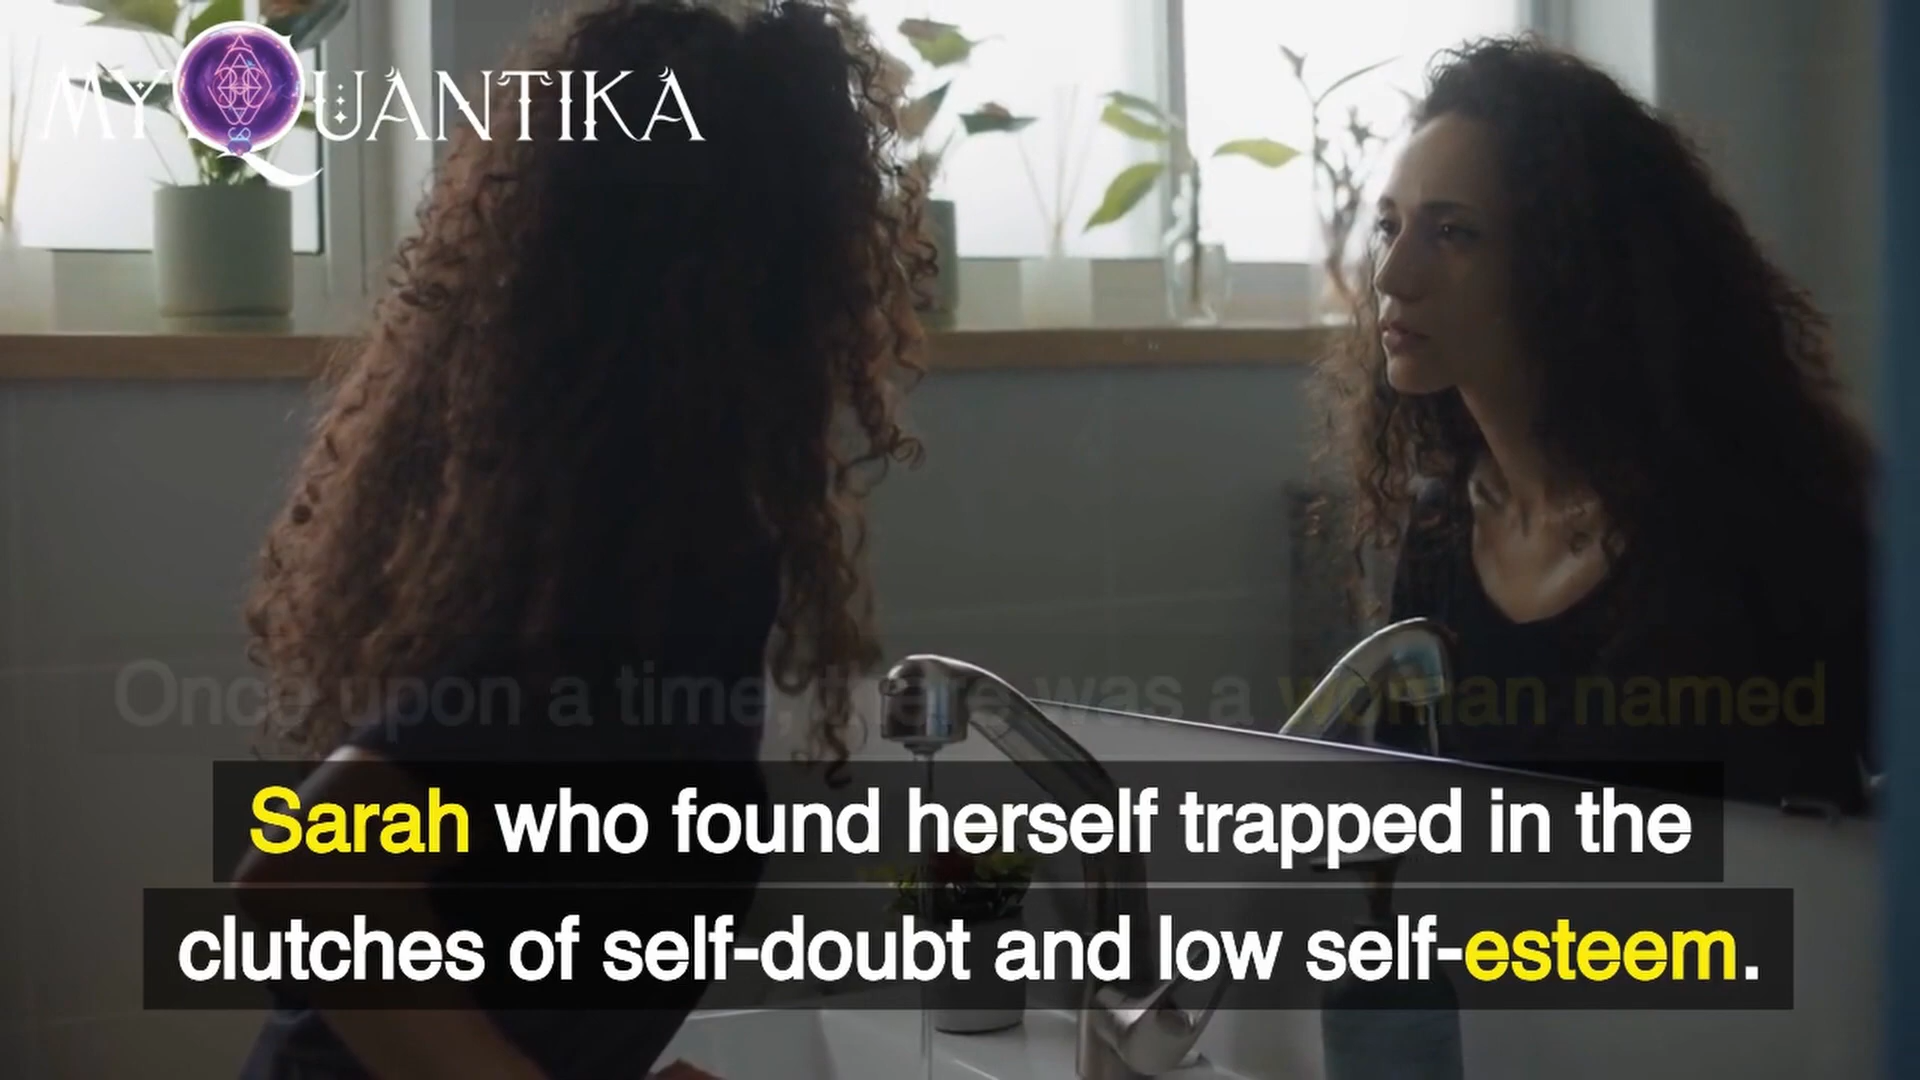 MYQUANTIKA
Once upon a time, there was a woman named
Sarah who found herself trapped in the
clutches of self-doubt and low self-esteem.